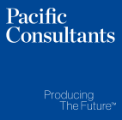 Pacific
Consultants
Producing
The Future™